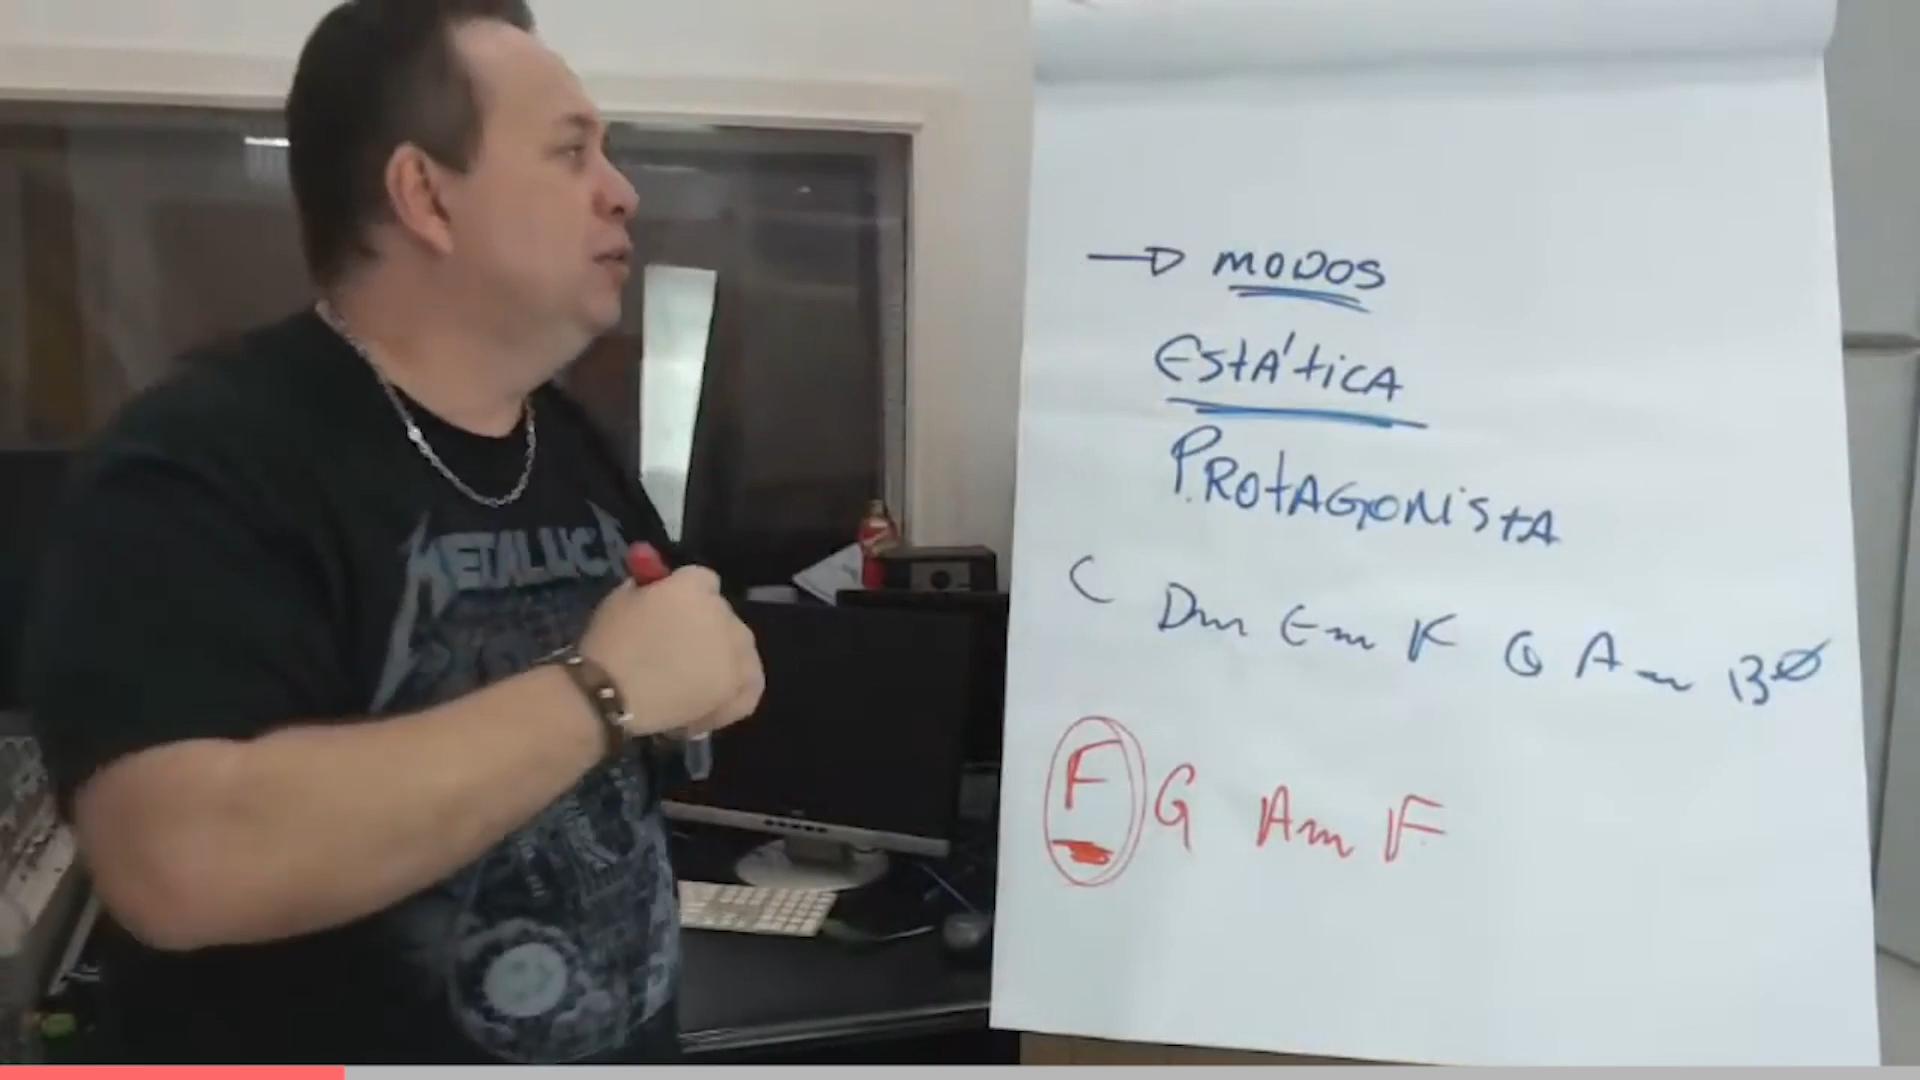 METALLICA
→ MODOS
EStÁtiCA
PROtAGONIStA
C Dm Em F G Am BØ
F G Am F